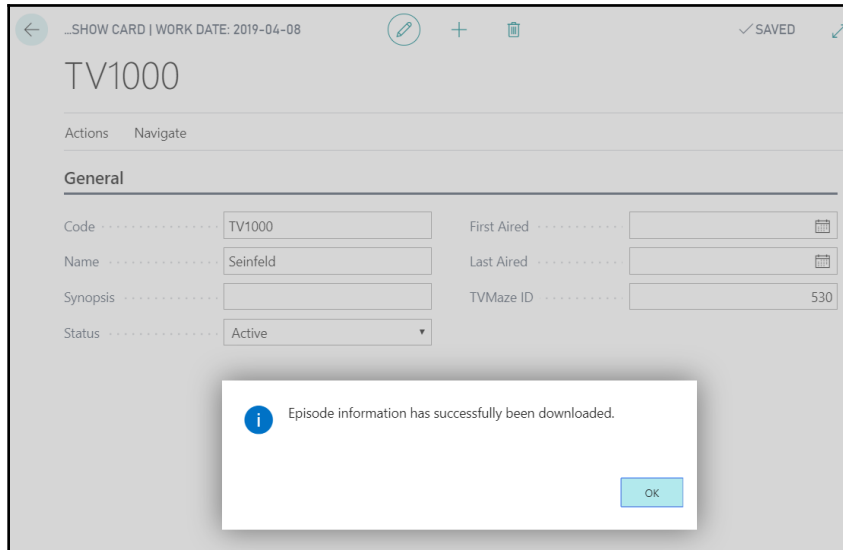 ...SHOW CARD | WORK DATE: 2019-04-08
SAVED
TV1000
Actions Navigate
General
Code TV1000 First Aired
Name Seinfeld Last Aired
Synopsis TVMaze ID 530
Status Active
Episode information has successfully been downloaded.
OK